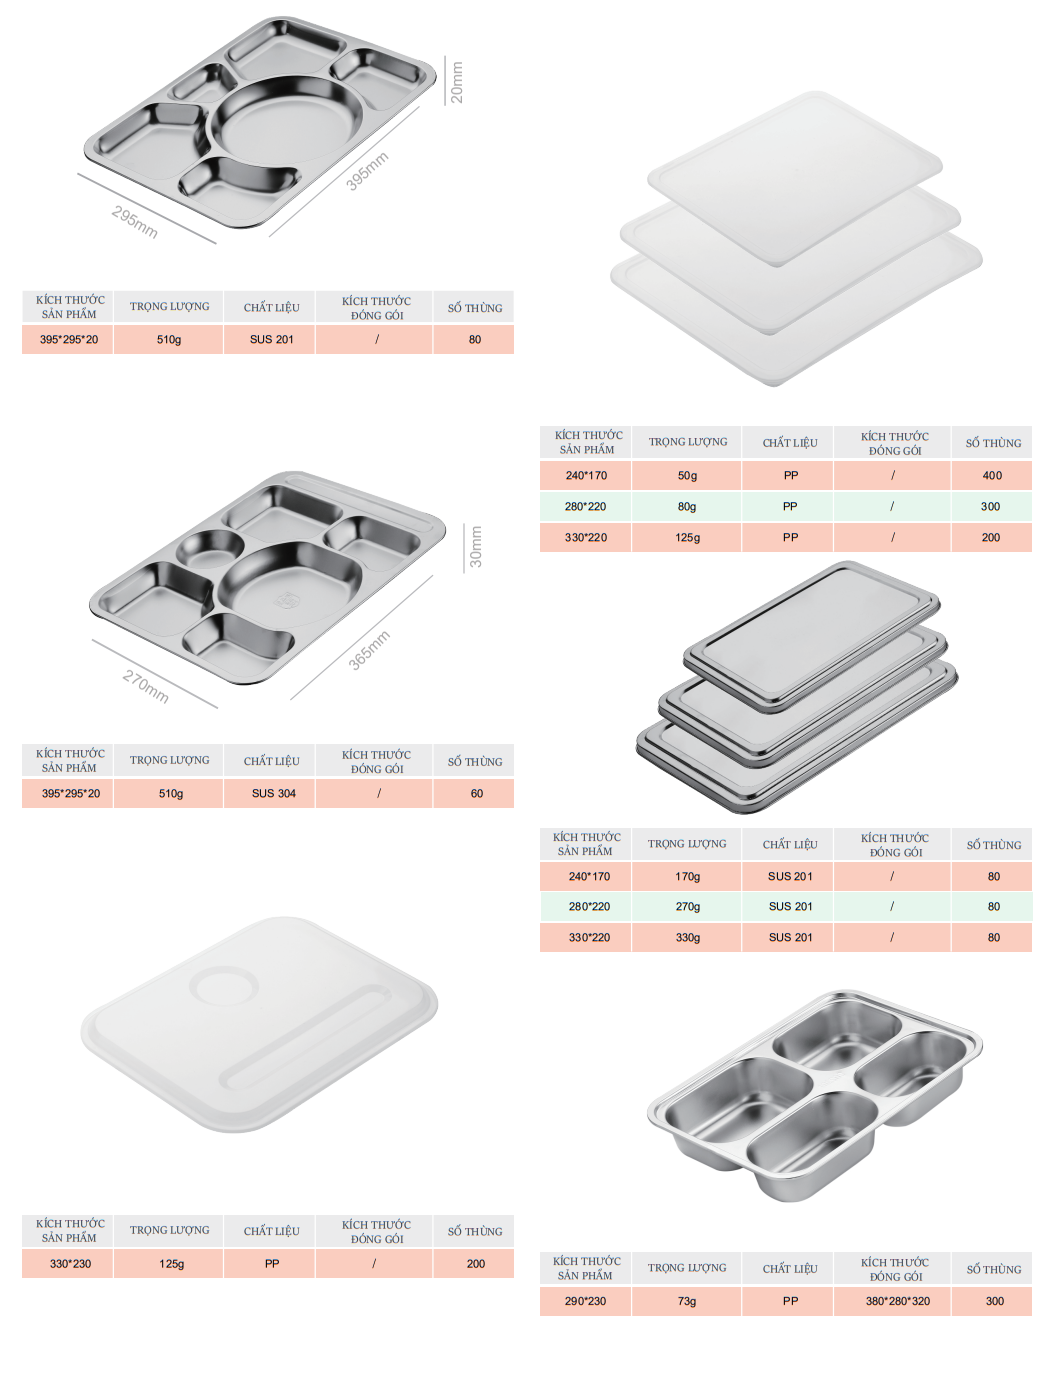 20mm
395mm
295mm
KÍCH THƯỚC TRỌNG LƯỢNG CHẤT LIỆU KÍCH THƯỚC SỐ THÙNG
SẢN PHẨM ĐÓNG GÓI
395*295*20 510g SUS 201 / 80
30mm
365mm
270mm
KÍCH THƯỚC TRỌNG LƯỢNG CHẤT LIỆU KÍCH THƯỚC SỐ THÙNG
SẢN PHẨM ĐÓNG GÓI
395*295*20 510g SUS 304 / 60
KÍCH THƯỚC TRỌNG LƯỢNG CHẤT LIỆU KÍCH THƯỚC SỐ THÙNG
SẢN PHẨM ĐÓNG GÓI
330*230 125g PP / 200
KÍCH THƯỚC TRỌNG LƯỢNG CHẤT LIỆU KÍCH THƯỚC SỐ THÙNG
SẢN PHẨM ĐÓNG GÓI
240*170 50g PP / 400
280*220 80g PP / 300
330*220 125g PP / 200
KÍCH THƯỚC TRỌNG LƯỢNG CHẤT LIỆU KÍCH THƯỚC SỐ THÙNG
SẢN PHẨM ĐÓNG GÓI
240*170 170g SUS 201 / 80
280*220 270g SUS 201 / 80
330*220 330g SUS 201 / 80
KÍCH THƯỚC TRỌNG LƯỢNG CHẤT LIỆU KÍCH THƯỚC SỐ THÙNG
SẢN PHẨM ĐÓNG GÓI
290*230 73g PP 380*280*320 300